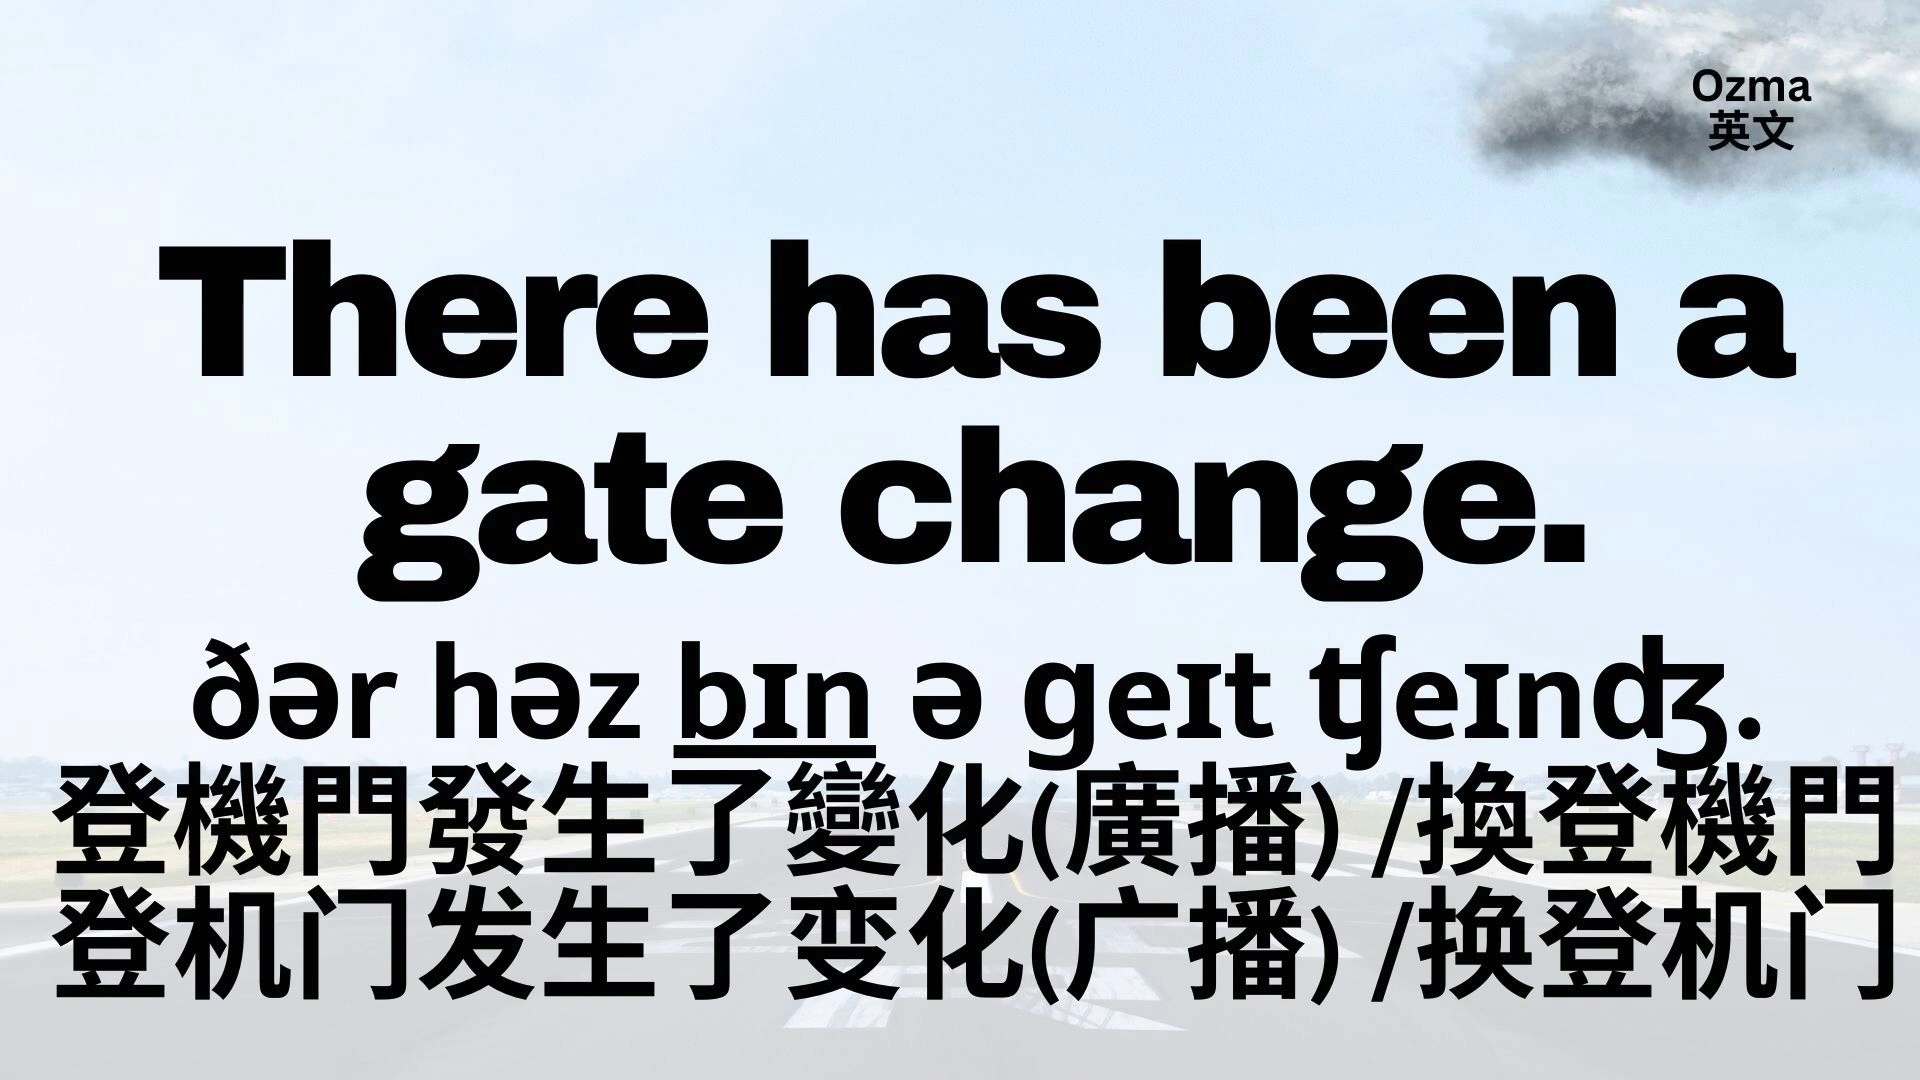 Ozma
英文
There has been a
gate change.
ðər həz bɪn ə geɪt ʧeɪnʤ.
登機門發生了變化(廣播) /換登機門
登机门发生了变化(广播) /换登机门